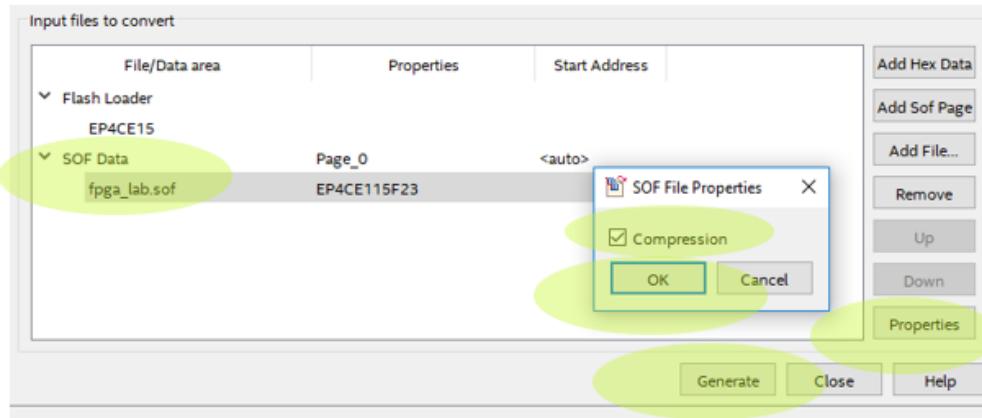 Input files to convert
File/Data area Properties Start Address
Add Hex Data
Flash Loader
Add Sof Page
EP4CE15
SOF Data Page_0 <auto>
Add File...
fpga_lab.sof EP4CE115F23
SOF File Properties
Remove
Compression
Up
OK Cancel
Down
Properties
Generate Close Help